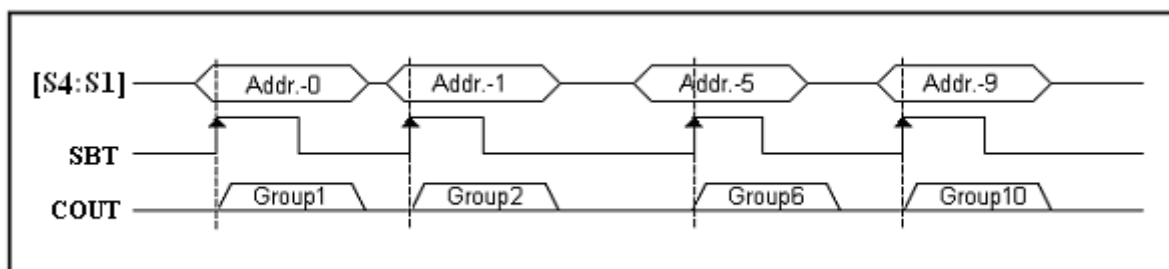 [S4:S1] Addr.-0 Addr.-1 Addr.-5 Addr.-9
SBT
COUT Group1 Group2 Group6 Group10